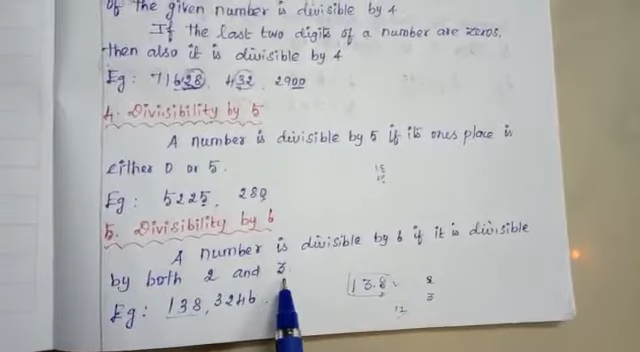 of the given number is divisible by 4
If the last two digits of a number are zeros,
then also it is divisible by 4
Eg: 71628, 432, 2900
4. Divisibility by 5
A number is divisible by 5 if its ones place is
either 0 or 5.
Eg: 5225, 280
5. Divisibility by 6
A number is divisible by 6 if it is divisible
by both 2 and 3
Eg: 138, 3246.
138
2
3
12